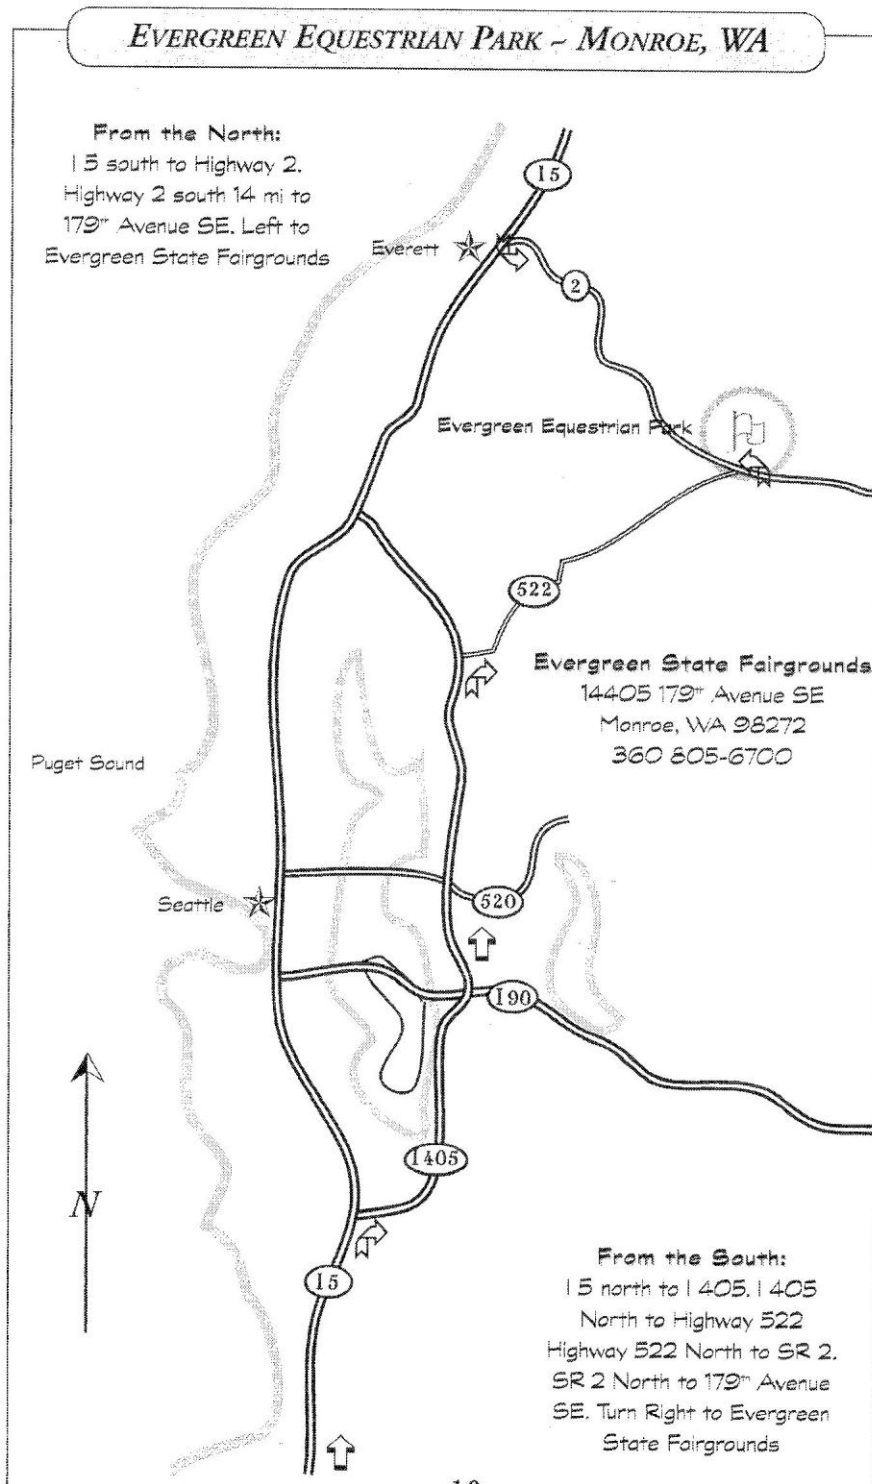 EVERGREEN EQUESTRIAN PARK ~ MONROE, WA
From the North:
I 5 south to Highway 2.
Highway 2 south 14 mi to
179th Avenue SE. Left to
Evergreen State Fairgrounds
I5
Everett
2
Evergreen Equestrian Park
522
Evergreen State Fairgrounds
14405 179th Avenue SE
Monroe, WA 98272
360 805-6700
Puget Sound
Seattle
520
I90
N
I405
I5
From the South:
I 5 north to I 405. I 405
North to Highway 522
Highway 522 North to SR 2.
SR 2 North to 179th Avenue
SE. Turn Right to Evergreen
State Fairgrounds